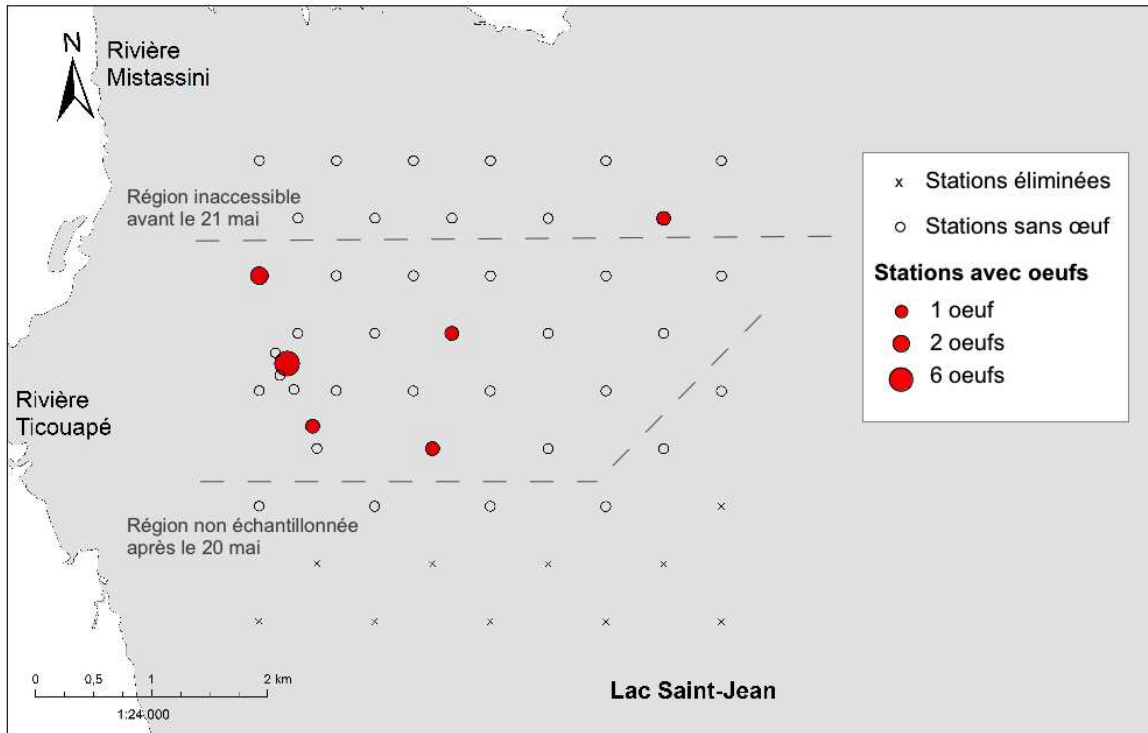 N
Rivière
Mistassini
Région inaccessible
avant le 21 mai
Rivière
Ticouapé
Région non échantillonnée
après le 20 mai
0 0,5 1 2 km
1:24.000
Lac Saint-Jean
x Stations éliminées
Stations sans œuf
Stations avec oeufs
1 oeuf
2 oeufs
6 oeufs